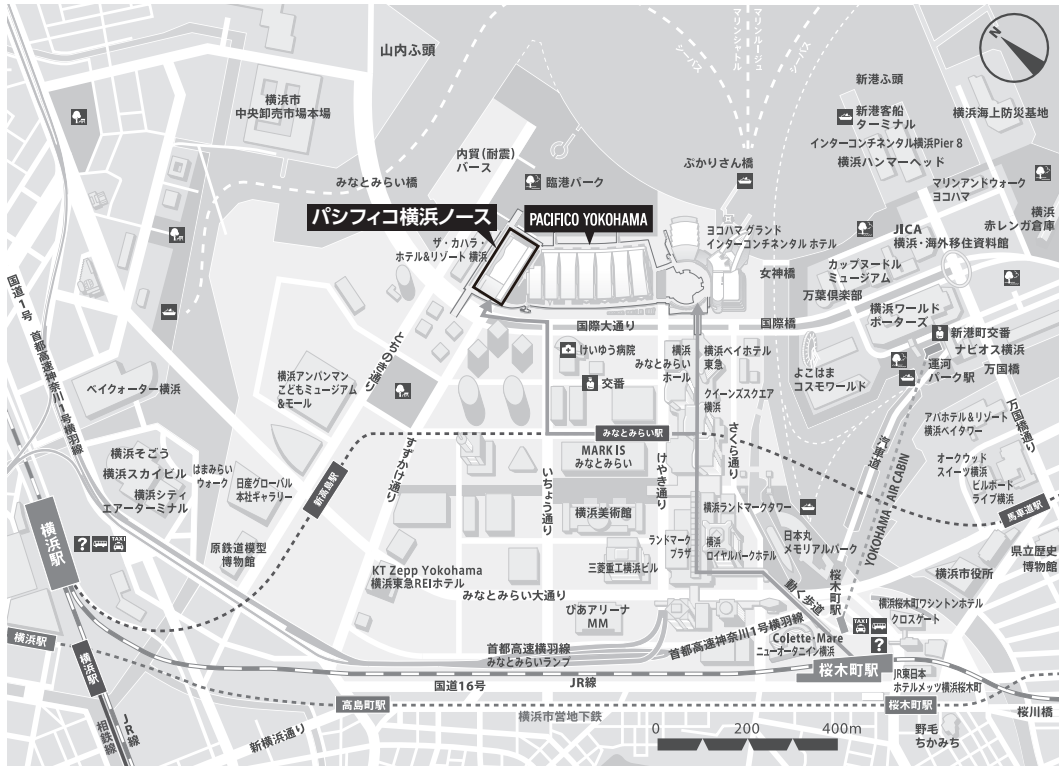 山内ふ頭
シーバス
マリンシャトル
マリンルージュ
シーバス
N
横浜市
中央卸売市場本場
新港ふ頭
新港客船
ターミナル
横浜海上防災基地
インターコンチネンタル横浜Pier 8
横浜ハンマーヘッド
内貿(耐震)
バース
みなとみらい橋
臨港パーク
ぷかりさん橋
マリンアンドウォーク
ヨコハマ
横浜
赤レンガ倉庫
パシフィコ横浜ノース
PACIFICO YOKOHAMA
ザ・カハラ・
ホテル&リゾート 横浜
ヨコハマ グランド
インターコンチネンタル ホテル
JICA
横浜・海外移住資料館
女神橋
カップヌードル
ミュージアム
万葉倶楽部
横浜ワールド
ポーターズ
国道1号
首都高速神奈川1号横羽線
国際大通り
国際橋
とちのき通り
けいゆう病院
横浜
みなとみらい
ホール
横浜ベイホテル
東急
よこはま
コスモワールド
新港町交番
ナビオス横浜
運河
パーク駅
万国橋
交番
クイーンズスクエア
横浜
ベイクォーター横浜
横浜アンパンマン
こどもミュージアム
&モール
アパホテル&リゾート
横浜ベイタワー
万国橋通り
汽車道
みなとみらい駅
さくら通り
すずかけ通り
MARK IS
みなとみらい
いちょう通り
けやき通り
オークウッド
スイーツ横浜
ビルボード
ライブ横浜
横浜そごう
横浜スカイビル
はまみらい
ウォーク
横浜シティ
エアーターミナル
日産グローバル
本社ギャラリー
新高島駅
YOKOHAMA AIR CABIN
馬車道駅
横浜ランドマークタワー
横浜美術館
横浜駅
TAXI
原鉄道模型
博物館
ランドマーク
プラザ
横浜
ロイヤルパークホテル
日本丸
メモリアルパーク
県立歴史
博物館
KT Zepp Yokohama
横浜東急REIホテル
三菱重工横浜ビル
桜木町駅
横浜市役所
みなとみらい大通り
動く歩道
横浜桜木町ワシントンホテル
クロスゲート
ぴあアリーナ
MM
TAXI
横浜駅
横浜駅
首都高速横羽線
みなとみらいランプ
首都高速神奈川1号横羽線
Colette・Mare
ニューオータニイン横浜
桜木町駅
国道16号
JR線
JR東日本
ホテルメッツ横浜桜木町
高島町駅
横浜市営地下鉄
桜木町駅
桜川橋
JR線
相鉄線
新横浜通り
0
200
400m
野毛
ちかみち